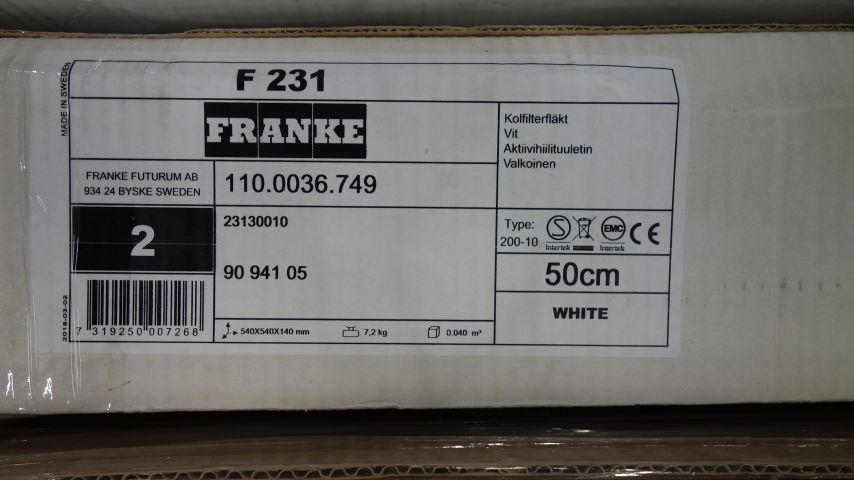 F 231
MADE IN SWEDEN
FRANKE
Kolfilterfläkt
Vit
Aktiivihiilituuletin
Valkoinen
FRANKE FUTURUM AB
934 24 BYSKE SWEDEN
110.0036.749
2
23130010
90 941 05
Type:
200-10
S
Intertek
EMC
Intertek
CE
50cm
WHITE
2018-03-02
7 319250 007268
540X540X140 mm
7,2 kg
0.040 m³